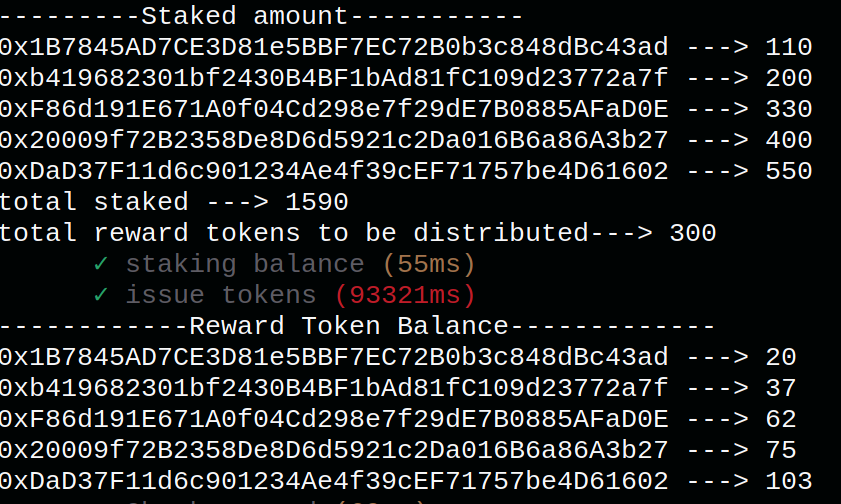 ---------Staked amount-----------
0x1B7845AD7CE3D81e5BBF7EC72B0b3c848dBc43ad ---> 110
0xb419682301bf2430B4BF1bAd81fC109d23772a7f ---> 200
0xF86d191E671A0f04Cd298e7f29dE7B0885AFaD0E ---> 330
0x20009f72B2358De8D6d5921c2Da016B6a86A3b27 ---> 400
0xDaD37F11d6c901234Ae4f39cEF71757be4D61602 ---> 550
total staked ---> 1590
total reward tokens to be distributed---> 300
✓ staking balance (55ms)
✓ issue tokens (93321ms)
------------Reward Token Balance-------------
0x1B7845AD7CE3D81e5BBF7EC72B0b3c848dBc43ad ---> 20
0xb419682301bf2430B4BF1bAd81fC109d23772a7f ---> 37
0xF86d191E671A0f04Cd298e7f29dE7B0885AFaD0E ---> 62
0x20009f72B2358De8D6d5921c2Da016B6a86A3b27 ---> 75
0xDaD37F11d6c901234Ae4f39cEF71757be4D61602 ---> 103